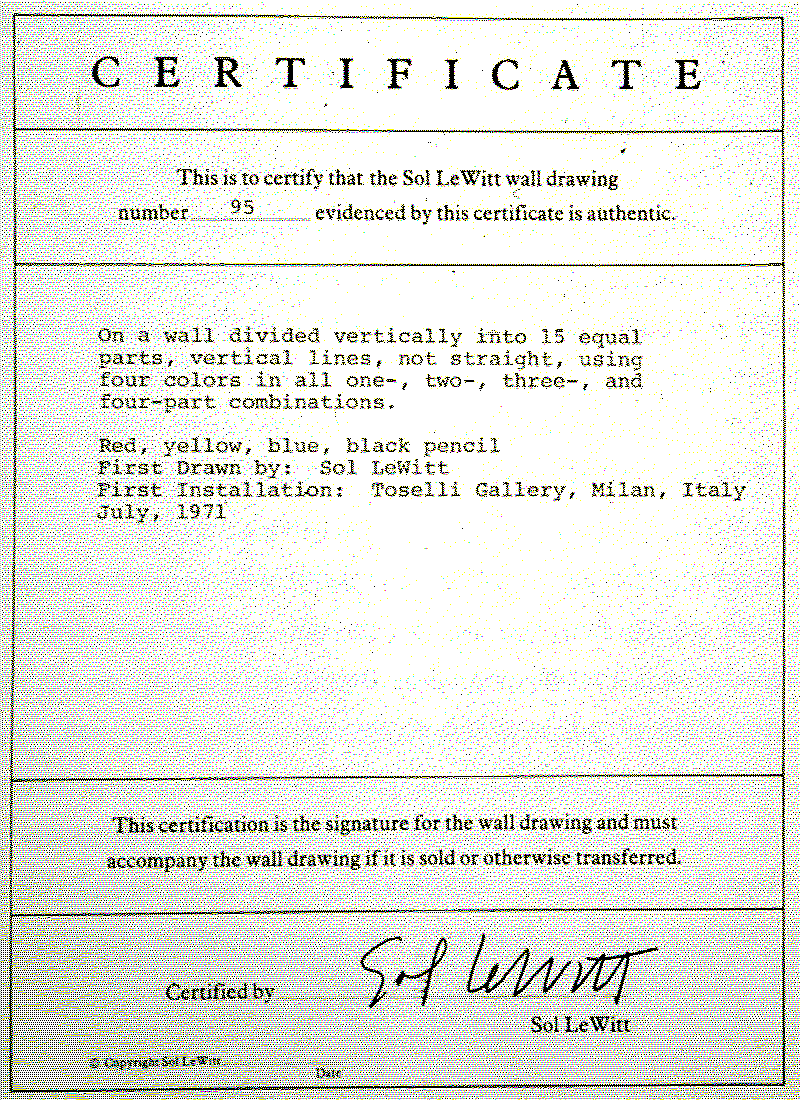 CERTIFICATE
This is to certify that the Sol LeWitt wall drawing
number 95 evidenced by this certificate is authentic.
On a wall divided vertically into 15 equal
parts, vertical lines, not straight, using
four colors in all one-, two-, three-, and
four-part combinations.
Red, yellow, blue, black pencil
First Drawn by: Sol LeWitt
First Installation: Toselli Gallery, Milan, Italy
July, 1971
This certification is the signature for the wall drawing and must
accompany the wall drawing if it is sold or otherwise transferred.
Certified by Sol LeWitt
Sol LeWitt
© Copyright Sol LeWitt
Date